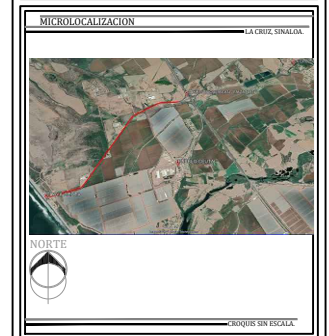 MICROLOCALIZACION
LA CRUZ, SINALOA.
NORTE
CROQUIS SIN ESCALA.